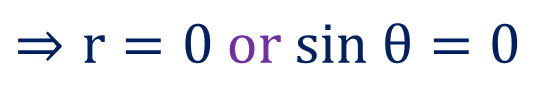 ⇒ r = 0 or sin θ = 0